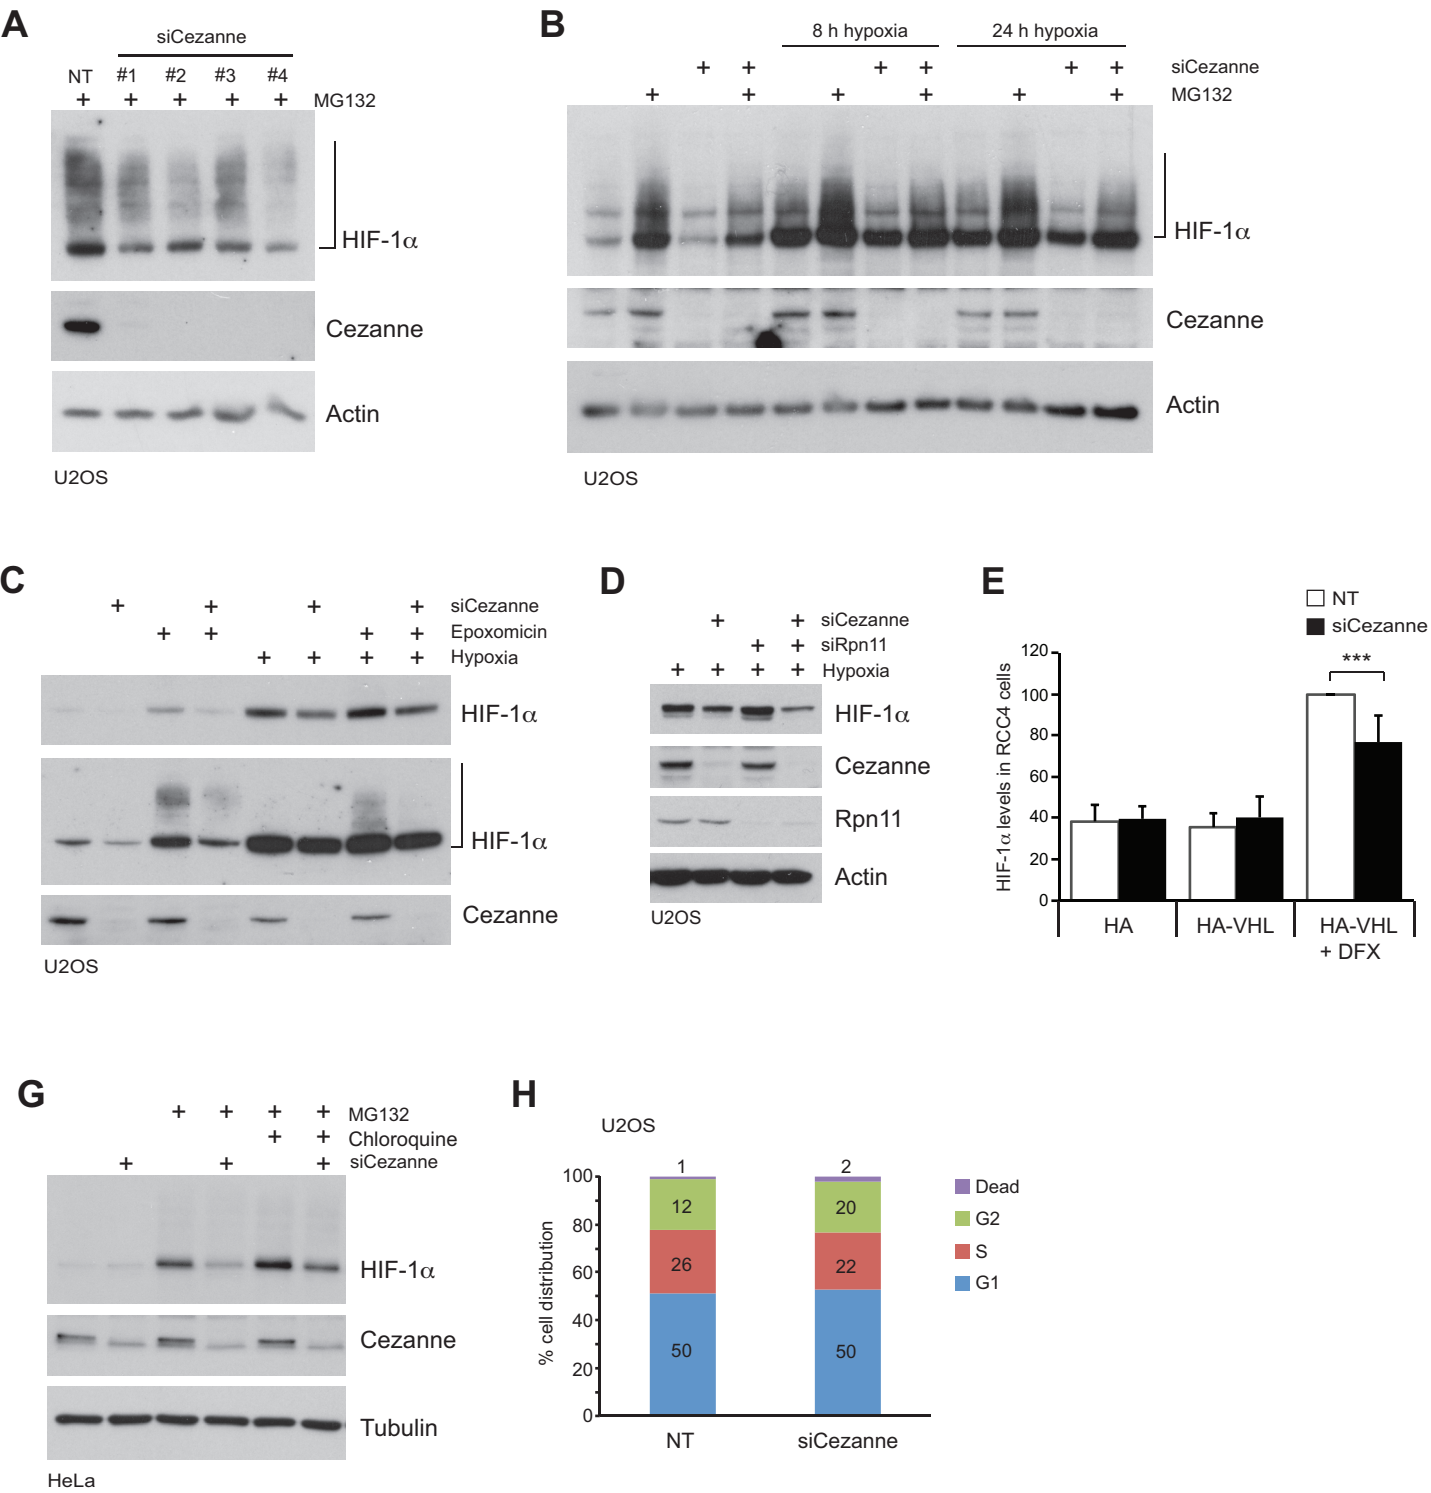 A
siCezanne
NT #1 #2 #3 #4
+ + + + + MG132
HIF-1α
Cezanne
Actin
U2OS
B
8 h hypoxia 24 h hypoxia
+ + + + + + siCezanne
+ + + + + + MG132
HIF-1α
Cezanne
Actin
U2OS
C
+ + + + siCezanne
+ + + + Epoxomicin
+ + + + Hypoxia
HIF-1α
HIF-1α
Cezanne
U2OS
D
+ + siCezanne
+ + siRpn11
+ + + + Hypoxia
HIF-1α
Cezanne
Rpn11
Actin
U2OS
E
NT
siCezanne
***
HIF-1α levels in RCC4 cells
120
100
80
60
40
20
0
HA HA-VHL HA-VHL
+ DFX
G
+ + + + MG132
+ + Chloroquine
+ + + siCezanne
HIF-1α
Cezanne
Tubulin
HeLa
H
U2OS
% cell distribution
100
80
60
40
20
0
1 2
12 20
26 22
50 50
NT siCezanne
Dead
G2
S
G1